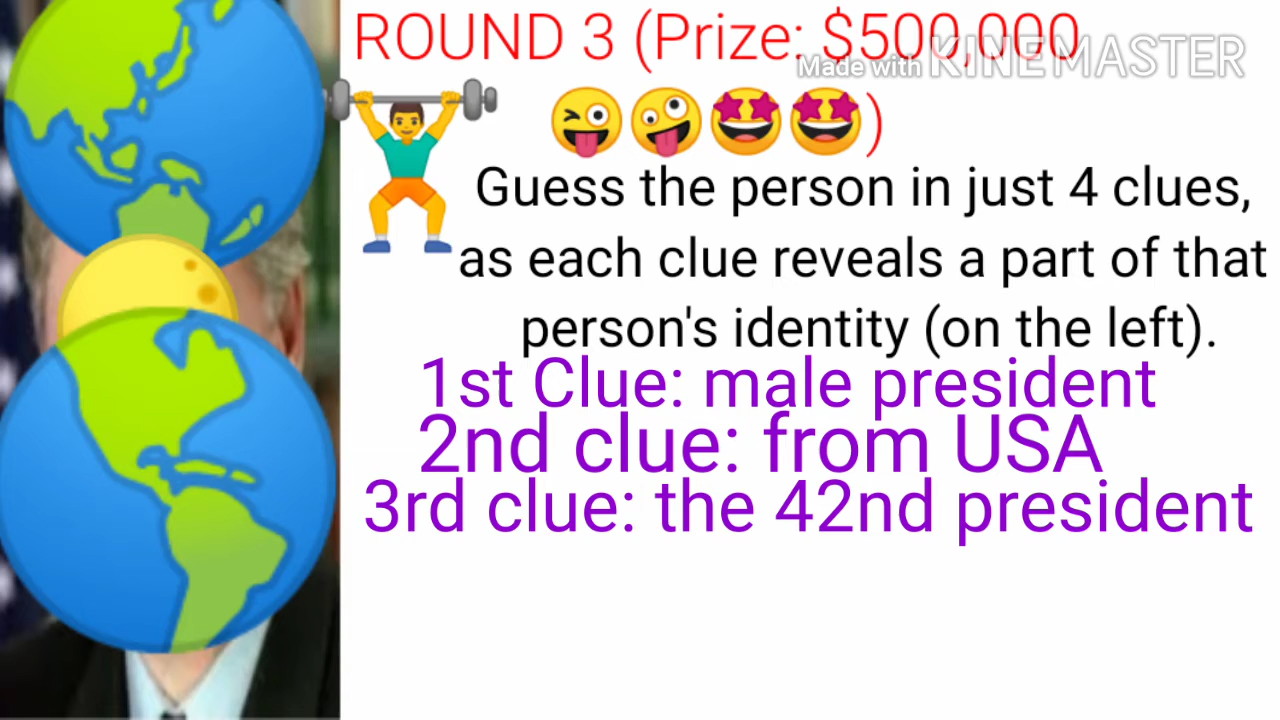 ROUND 3 (Prize: $500,000
Made with KINEMASTER
😜🤪🤩🤩)
Guess the person in just 4 clues,
as each clue reveals a part of that
person's identity (on the left).
1st Clue: male president
2nd clue: from USA
3rd clue: the 42nd president